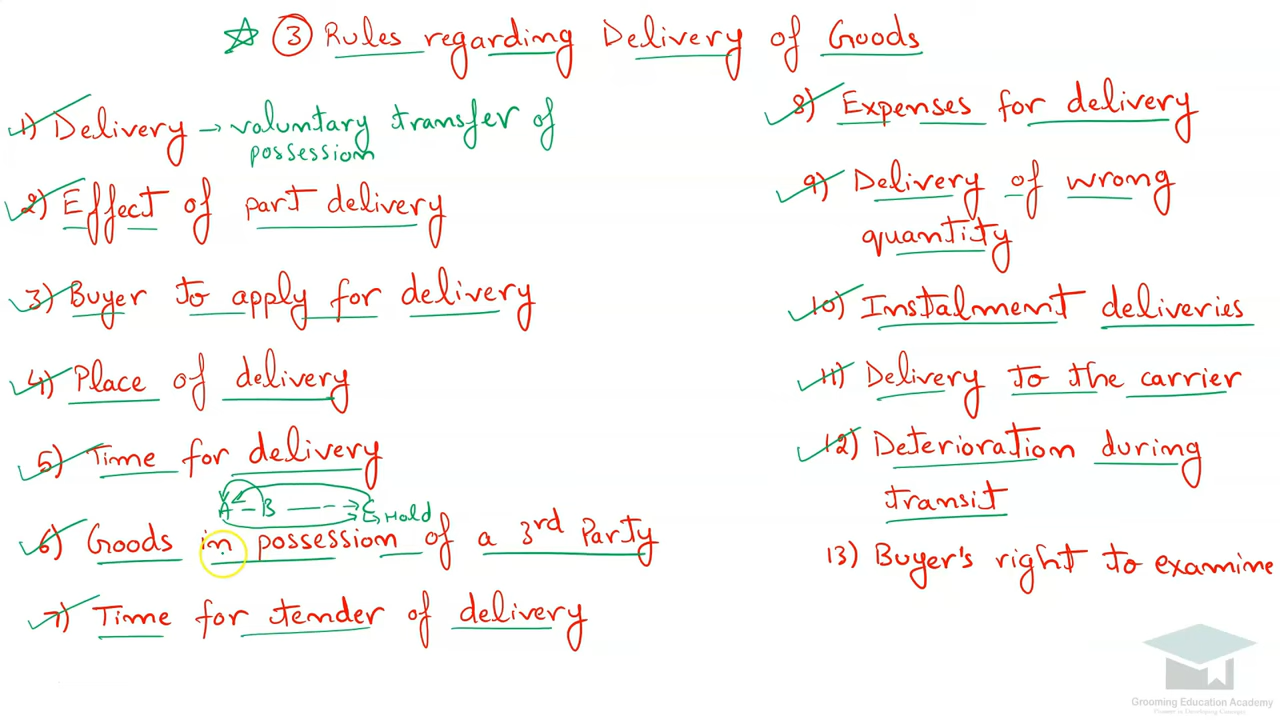 ③ Rules regarding Delivery of Goods
1) Delivery → voluntary transfer of
possession
2) Effect of part delivery
3) Buyer to apply for delivery
4) Place of delivery
5) Time for delivery
A – B – – – → C
Hold
6) Goods in possession of a 3rd Party
7) Time for tender of delivery
8) Expenses for delivery
9) Delivery of wrong
quantity
10) Instalment deliveries
11) Delivery to the carrier
12) Deterioration during
transit
13) Buyer's right to examine
Grooming Education Academy